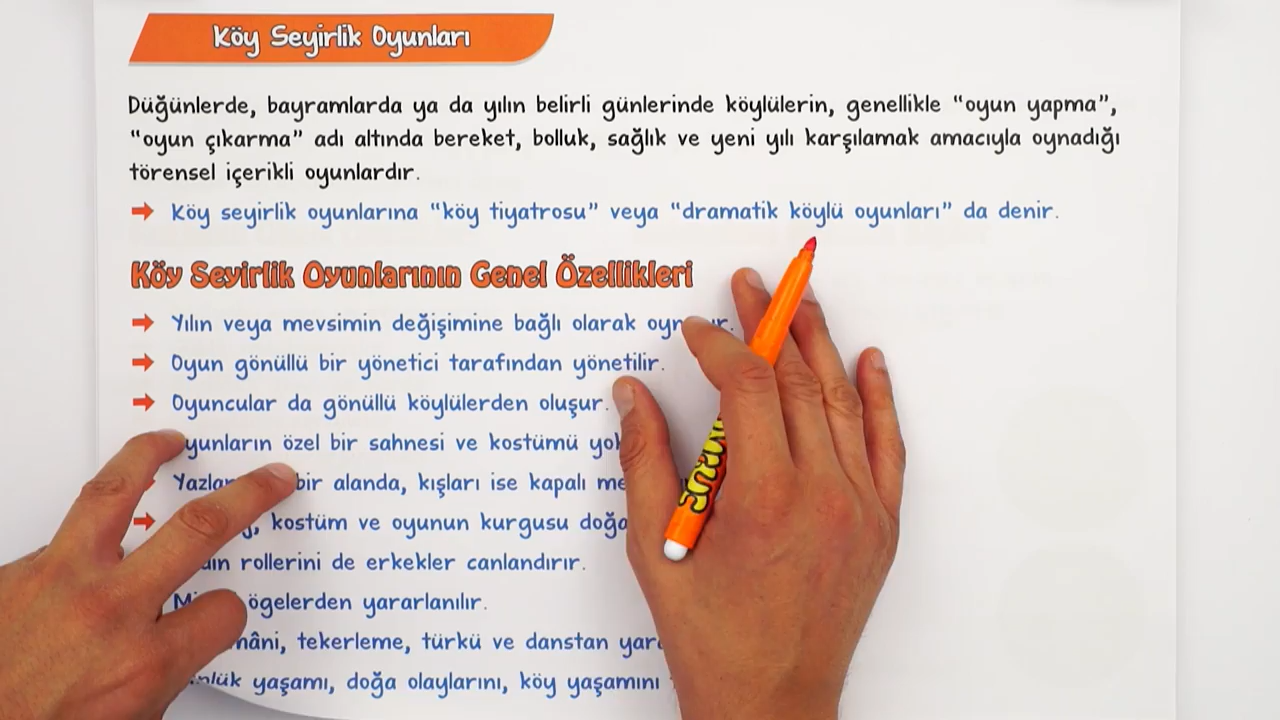 Köy Seyirlik Oyunları
Düğünlerde, bayramlarda ya da yılın belirli günlerinde köylülerin, genellikle “oyun yapma”,
“oyun çıkarma” adı altında bereket, bolluk, sağlık ve yeni yılı karşılamak amacıyla oynadığı
törensel içerikli oyunlardır.
Köy seyirlik oyunlarına “köy tiyatrosu” veya “dramatik köylü oyunları” da denir.
Köy Seyirlik Oyunlarının Genel Özellikleri
Yılın veya mevsimin değişimine bağlı olarak
Oyun gönüllü bir yönetici tarafından yönetilir.
Oyuncular da gönüllü köylülerden oluşur.
özel bir sahnesi ve kostümü
bir alanda, kışları ise kapalı
kostüm ve oyunun kurgusu
rollerini de erkekler canlandırır.
ögelerden yararlanılır.
mâni, tekerleme, türkü ve danstan
yaşamı, doğa olaylarını, köy yaşamını